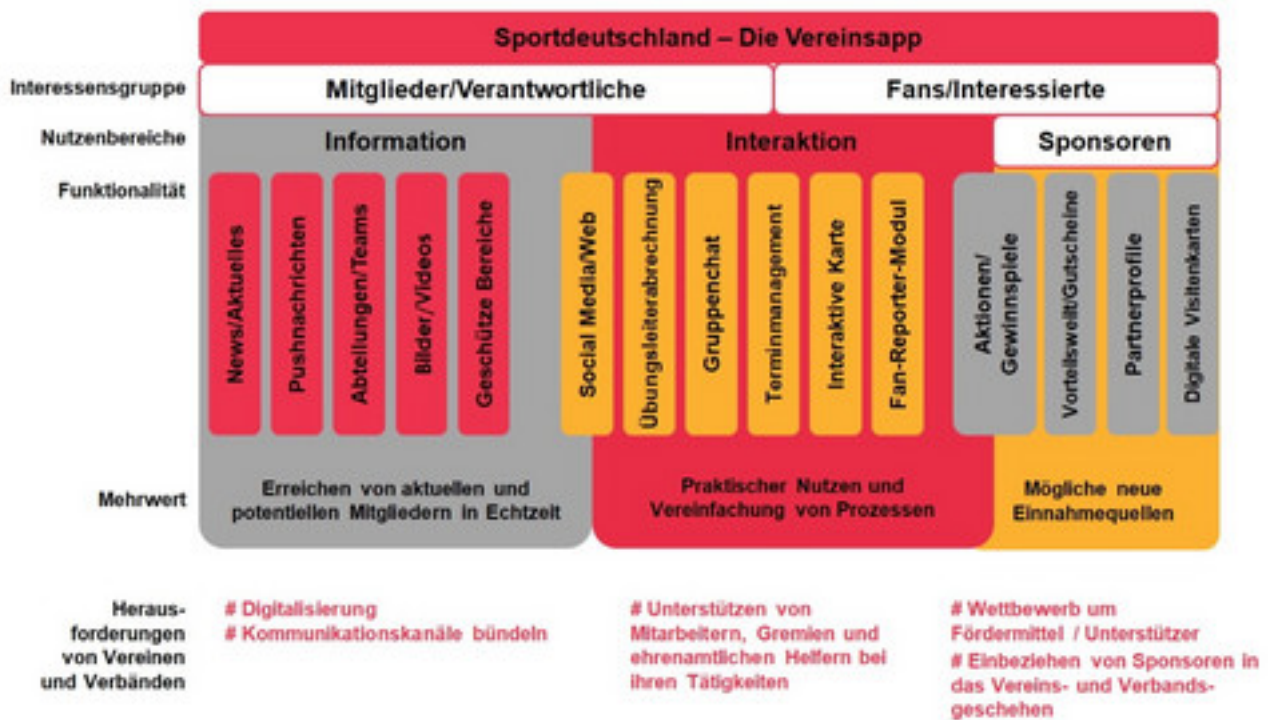 Sportdeutschland – Die Vereinsapp
Interessensgruppe
Mitglieder/Verantwortliche
Fans/Interessierte
Nutzenbereiche
Information
Interaktion
Sponsoren
Funktionalität
News/Aktuelles
Pushnachrichten
Abteilungen/Teams
Bilder/Videos
Geschütze Bereiche
Social Media/Web
Übungsleiterabrechnung
Gruppenchat
Terminmanagement
Interaktive Karte
Fan-Reporter-Modul
Aktionen/
Gewinnspiele
Vorteilsweilt/Gutscheine
Partnerprofile
Digitale Visitenkarten
Mehrwert
Erreichen von aktuellen und
potentiellen Mitgliedern in Echtzeit
Praktischer Nutzen und
Vereinfachung von Prozessen
Mögliche neue
Einnahmequellen
Heraus-
forderungen
von Vereinen
und Verbänden
# Digitalisierung
# Kommunikationskanäle bündeln
# Unterstützen von
Mitarbeitern, Gremien und
ehrenamtlichen Helfern bei
ihren Tätigkeiten
# Wettbewerb um
Fördermittel / Unterstützer
# Einbeziehen von Sponsoren in
das Vereins- und Verbands-
geschehen